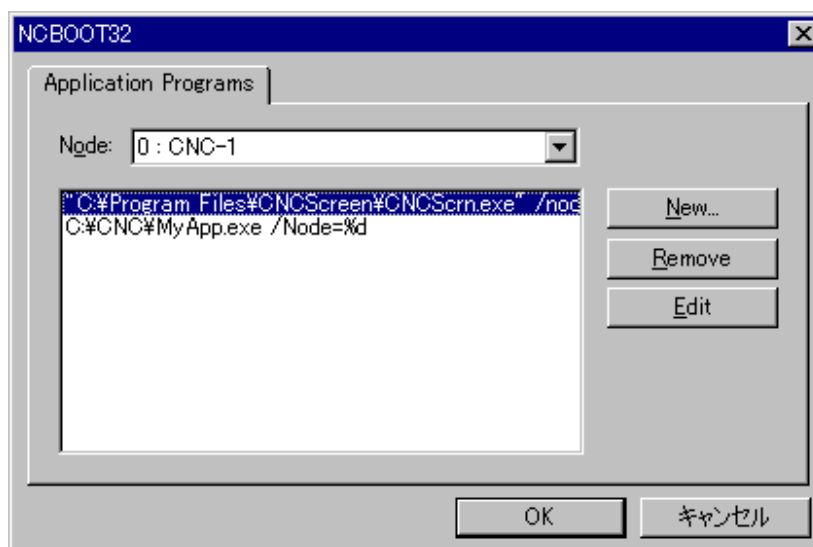 NCBOOT32
Application Programs
Node: 0 : CNC-1
"C:¥Program Files¥CNCScreen¥CNCScrn.exe" /nod
C:¥CNC¥MyApp.exe /Node=%d
New...
Remove
Edit
OK キャンセル